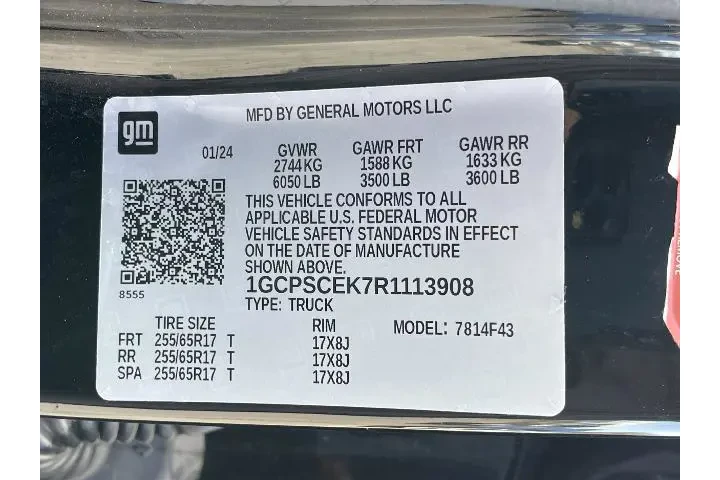 MFD BY GENERAL MOTORS LLC
gm
01/24 GVWR GAWR FRT GAWR RR
2744 KG 1588 KG 1633 KG
6050 LB 3500 LB 3600 LB
THIS VEHICLE CONFORMS TO ALL
APPLICABLE U.S. FEDERAL MOTOR
VEHICLE SAFETY STANDARDS IN EFFECT
ON THE DATE OF MANUFACTURE
SHOWN ABOVE.
8555
1GCPSCEK7R1113908
TYPE: TRUCK
TIRE SIZE RIM MODEL: 7814F43
FRT 255/65R17 T 17X8J
RR 255/65R17 T 17X8J
SPA 255/65R17 T 17X8J